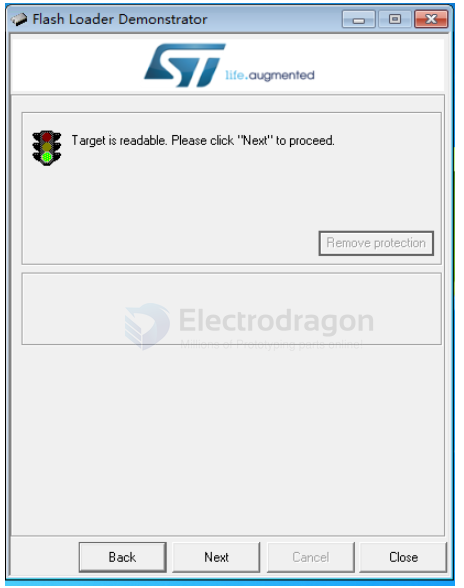 Flash Loader Demonstrator
ST
life.augmented
Target is readable. Please click "Next" to proceed.
Remove protection
Electrodragon
Millions of Prototyping parts online!
Back Next Cancel Close